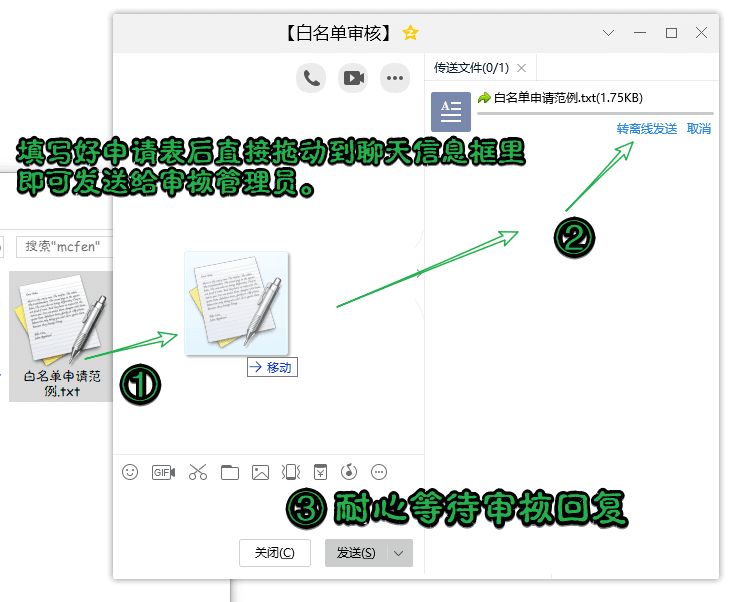 【白名单审核】
传送文件(0/1)
白名单申请范例.txt(1.75KB)
转离线发送 取消
填写好申请表后直接拖动到聊天信息框里
即可发送给审核管理员。
②
搜索"mcfen"
移动
白名单申请范
例.txt
①
GIF
③ 耐心等待审核回复
关闭(C)
发送(S)